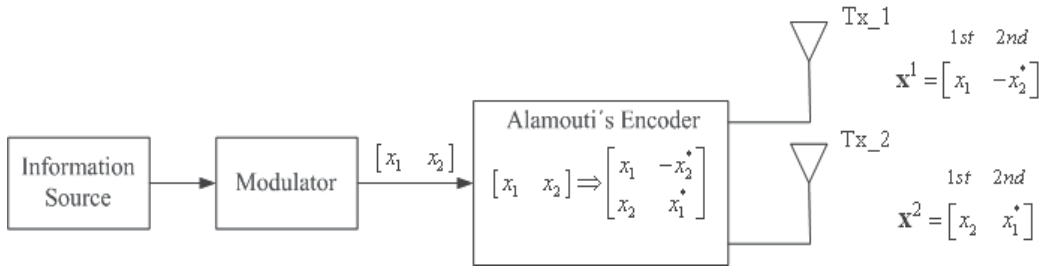 Information
Source
Modulator
[x₁ x₂]
Alamouti´s Encoder
[x₁ x₂] ⇒ [x₁ −x₂*
x₂ x₁*]
Tx_1
1st 2nd
x¹ = [x₁ −x₂*]
Tx_2
1st 2nd
x² = [x₂ x₁*]